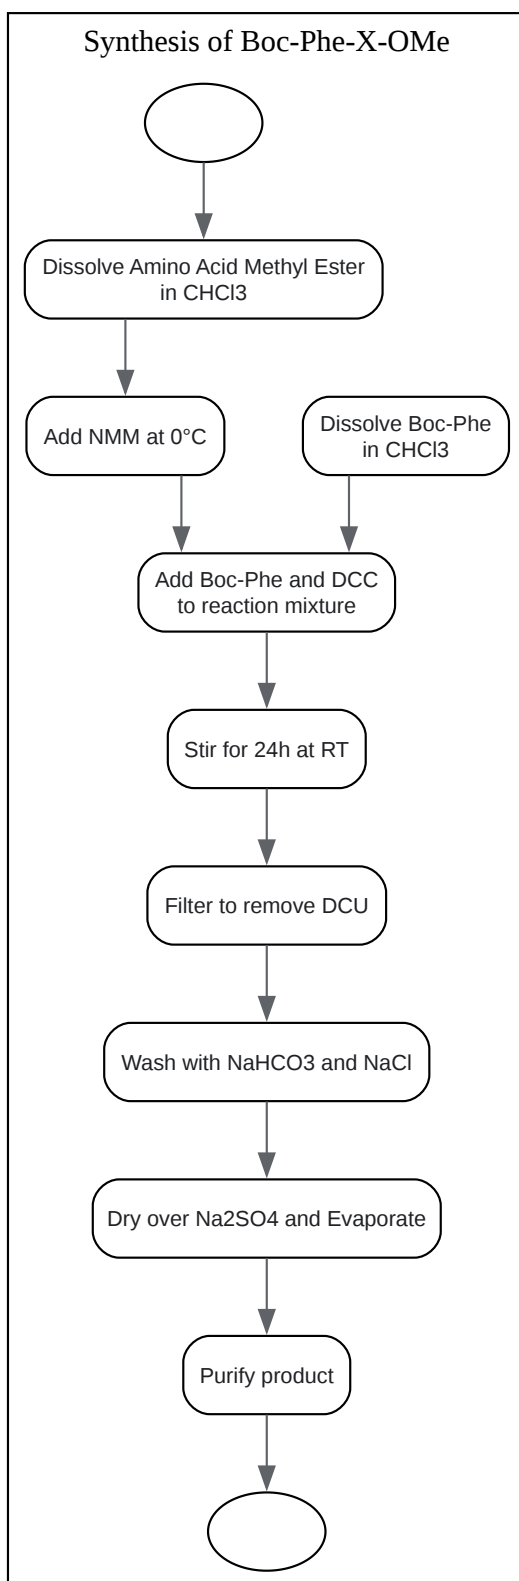 Synthesis of Boc-Phe-X-OMe
Dissolve Amino Acid Methyl Ester
in CHCl3
Add NMM at 0°C
Dissolve Boc-Phe
in CHCl3
Add Boc-Phe and DCC
to reaction mixture
Stir for 24h at RT
Filter to remove DCU
Wash with NaHCO3 and NaCl
Dry over Na2SO4 and Evaporate
Purify product